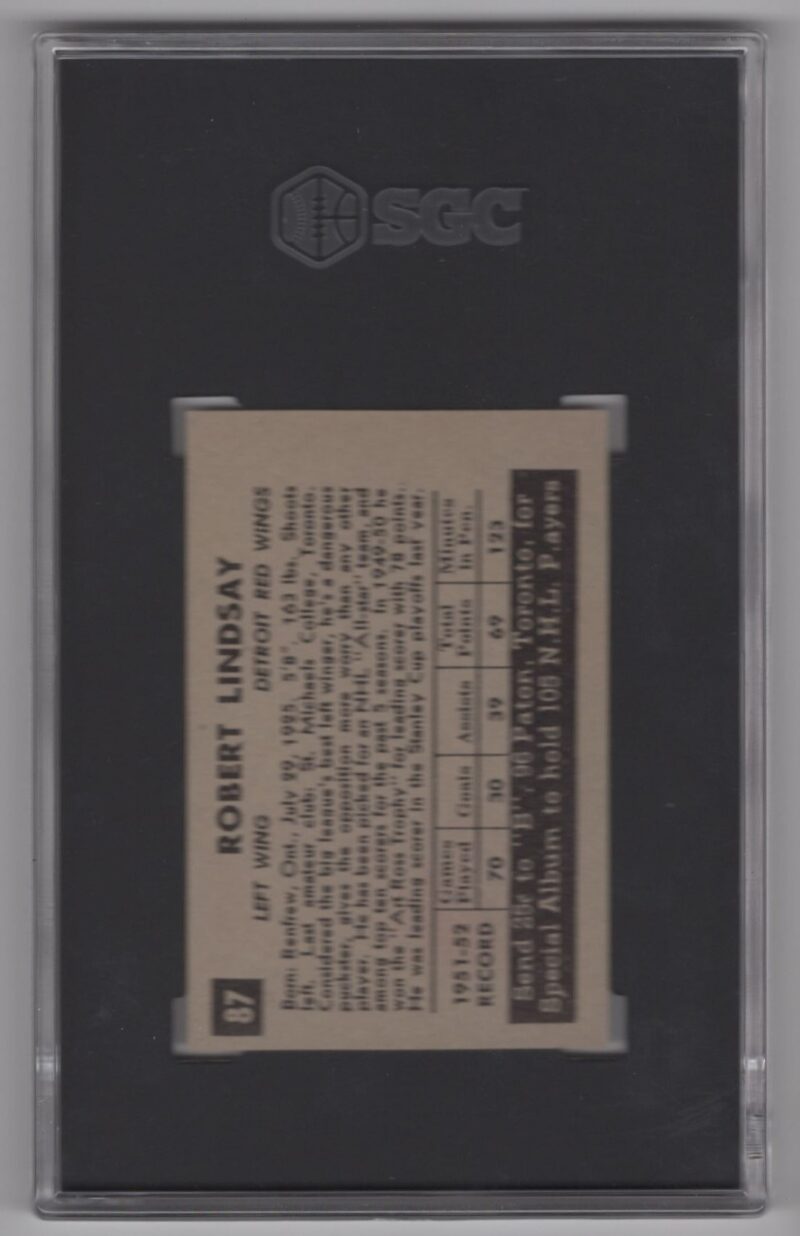 SGC
87
ROBERT LINDSAY
LEFT WING DETROIT RED WINGS
Born: Renfrew, Ont., July 29, 1925, 5'8", 163 lbs, Shoots
left. Last amateur club: St. Michaels College, Toronto.
Considered the big league's best left winger, he's a dangerous
puckster, gives the opposition more worry than any other
player. He has been picked for an NHL "All-star" team, and
among top ten scorers for the past 5 seasons. In 1949-50 he
won the "Art Ross Trophy" for leading scorer with 78 points.
He was leading scorer in the Stanley Cup playoffs last year.
1951-52 RECORD
Games Played Goals Assists Total Points Minutes In Pen.
70 30 39 69 123
Send 25¢ to "B", 96 Paton, Toronto, for
Special Album to hold 105 N.H.L. Players